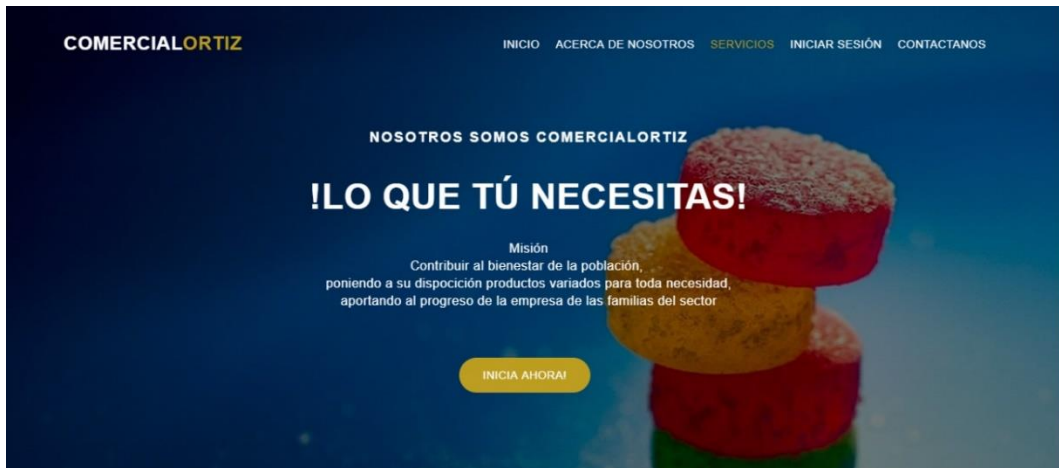 COMERCIALORTIZ
INICIO ACERCA DE NOSOTROS SERVICIOS INICIAR SESIÓN CONTACTANOS
NOSOTROS SOMOS COMERCIALORTIZ
!LO QUE TÚ NECESITAS!
Misión
Contribuir al bienestar de la población,
poniendo a su disposición productos variados para toda necesidad,
aportando al progreso de la empresa de las familias del sector
INICIA AHORA!